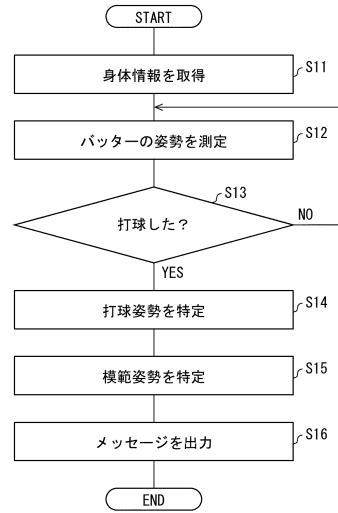 START
身体情報を取得
S11
バッターの姿勢を測定
S12
打球した？
S13
NO
YES
打球姿勢を特定
S14
模範姿勢を特定
S15
メッセージを出力
S16
END